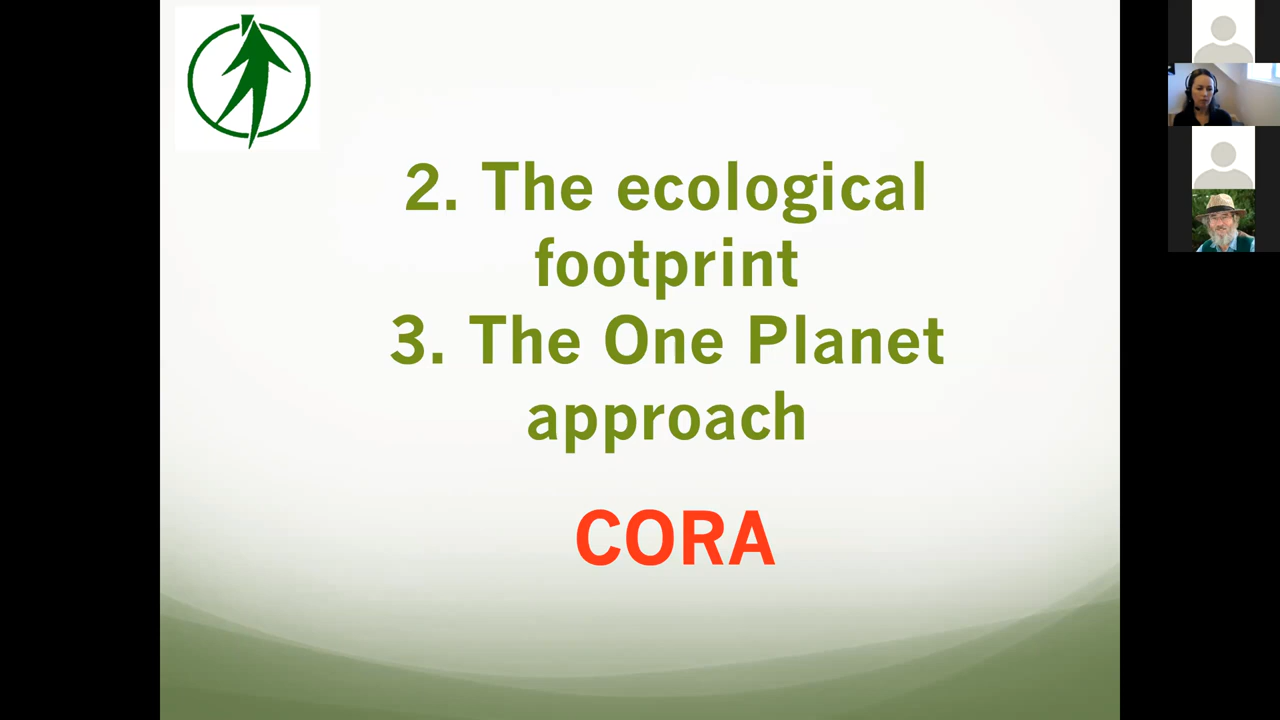 2. The ecological
footprint
3. The One Planet
approach
CORA